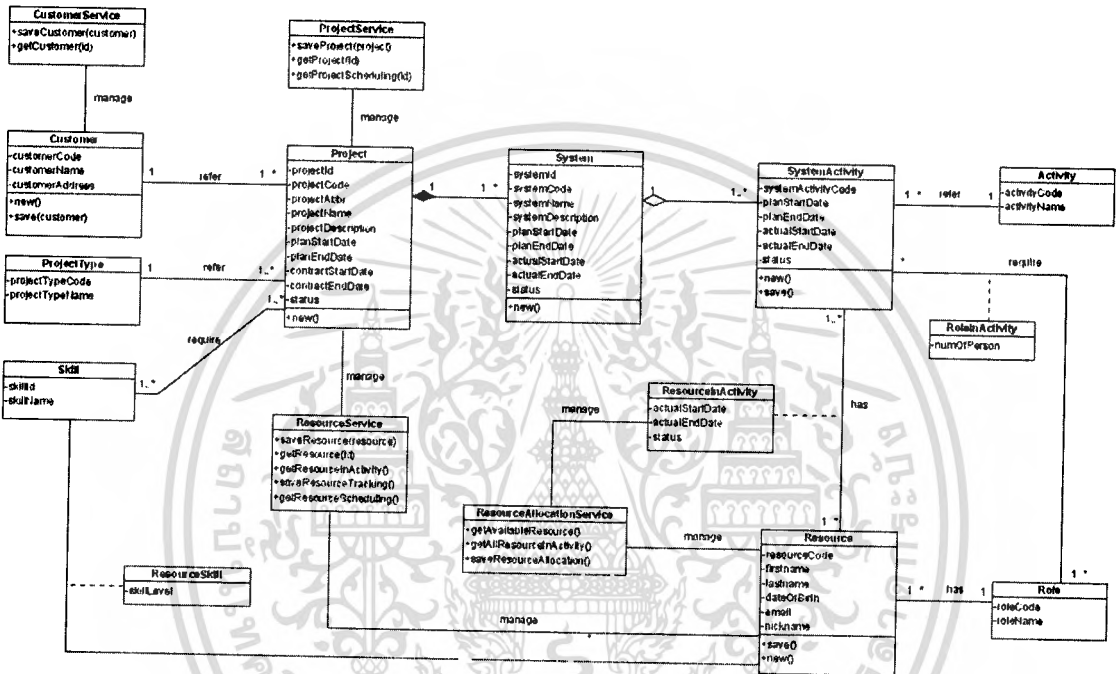 CustomerService
+saveCustomer(customer)
+getCustomer(id)
manage
ProjectService
+saveProject(project)
+getProject(id)
+getProjectScheduling(id)
manage
Customer
-customerCode
-customerName
-customerAddress
+new()
+save(customer)
1
refer
1..*
Project
-projectId
-projectCode
-projectAbbr
-projectName
-projectDescription
-planStartDate
-planEndDate
-contractStartDate
-contractEndDate
-status
+new()
1
1..*
System
-systemId
-systemCode
-systemName
-systemDescription
-planStartDate
-planEndDate
-actualStartDate
-actualEndDate
-status
+new()
1
1..*
SystemActivity
-systemActivityCode
-planStartDate
-planEndDate
-actualStartDate
-actualEndDate
-status
+new()
+save()
1..*
refer
1
Activity
-activityCode
-activityName
ProjectType
-projectTypeCode
-projectTypeName
1
refer
1..*
1..*
require
1..*
Skill
-skillId
-skillName
*
require
RoleInActivity
-numOfPerson
1..*
has
manage
ResourceInActivity
-actualStartDate
-actualEndDate
-status
manage
ResourceService
+saveResource(resource)
+getResource(id)
+getResourceInActivity()
+saveResourceTracking()
+getResourceScheduling()
ResourceAllocationService
+getAvailableResource()
+getAllResourceInActivity()
+saveResourceAllocation()
manage
1..*
Resource
-resourceCode
-firstname
-lastname
-dateOfBirth
-email
-nickname
+save()
+new()
1..*
has
1
1..*
Role
-roleCode
-roleName
ResourceSkill
-skillLevel
manage
*